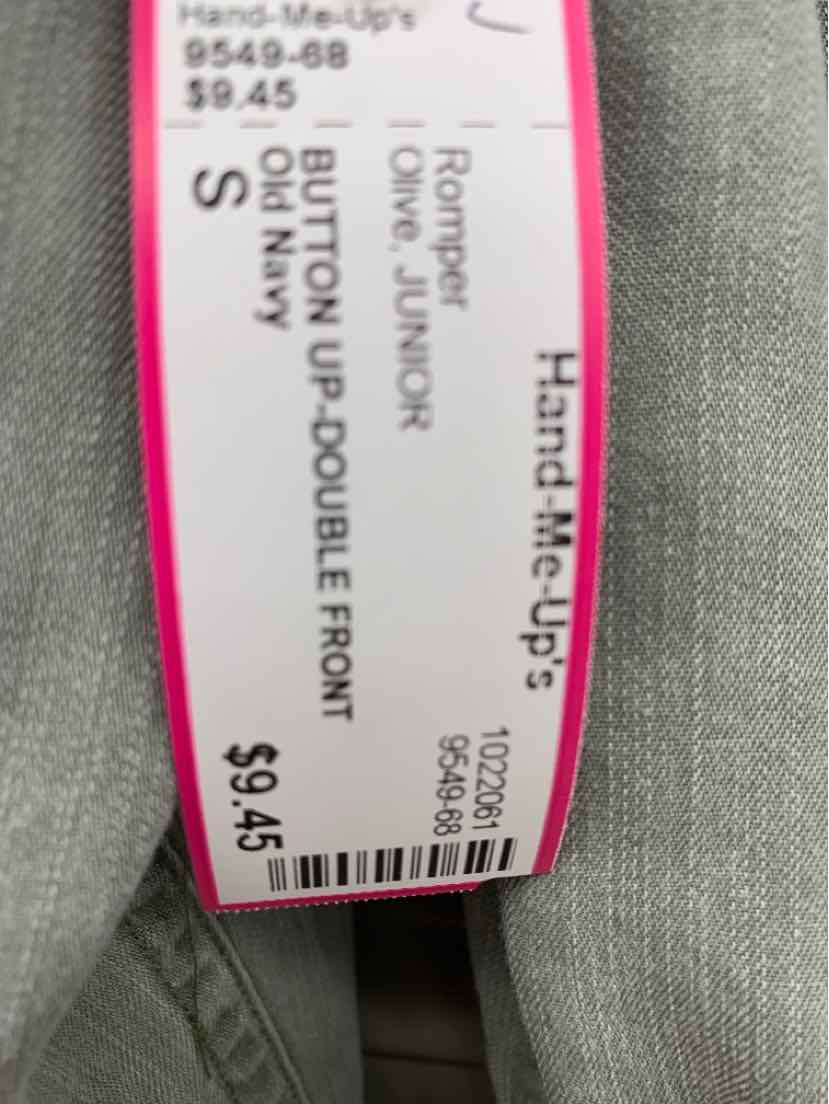 Hand-Me-Up's
9549-68
$9.45
Hand-Me-Up's
1022061
9549-68
Romper
Olive, JUNIOR
BUTTON UP-DOUBLE FRONT
Old Navy
S
$9.45